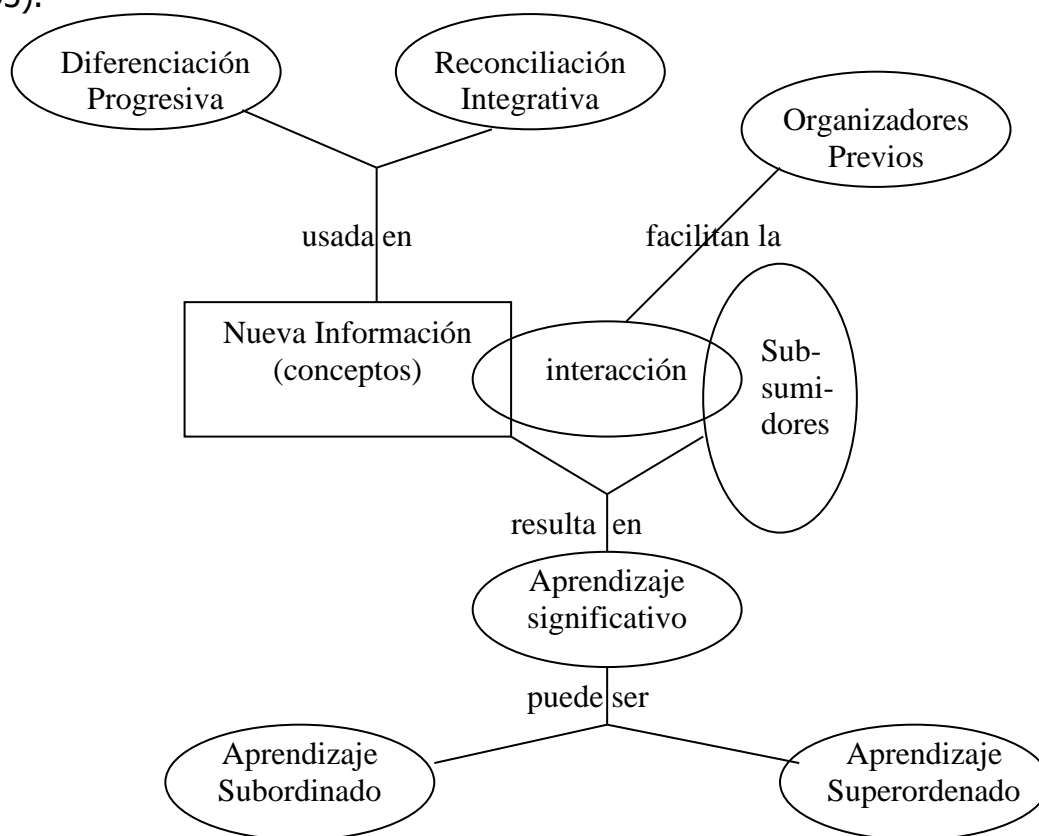 os).
Diferenciación
Progresiva
Reconciliación
Integrativa
Organizadores
Previos
usada en
facilitan la
Nueva Información
(conceptos)
interacción
Sub-
sumi-
dores
resulta en
Aprendizaje
significativo
puede ser
Aprendizaje
Subordinado
Aprendizaje
Superordenado